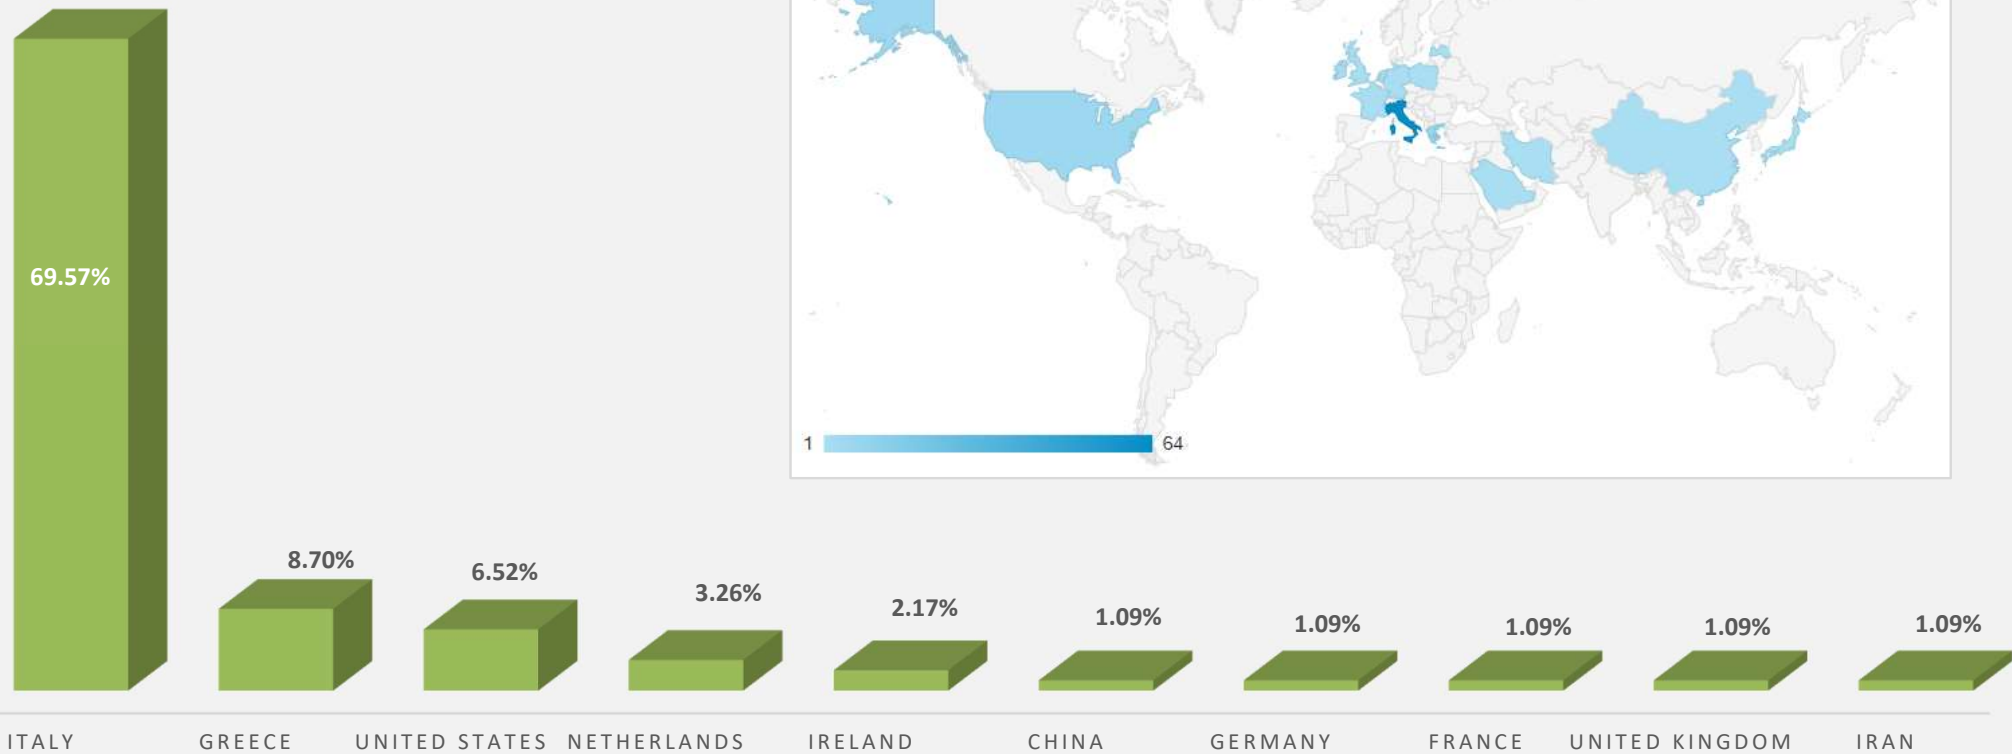 69.57%
1
64
8.70%
6.52%
3.26%
2.17%
1.09%
1.09%
1.09%
1.09%
1.09%
ITALY
GREECE
UNITED STATES
NETHERLANDS
IRELAND
CHINA
GERMANY
FRANCE
UNITED KINGDOM
IRAN